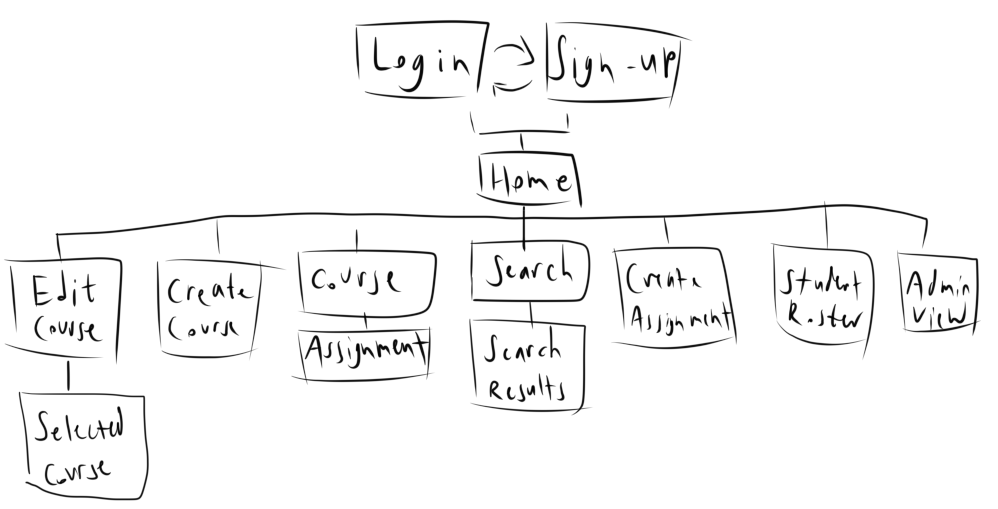 Login
Sign-up
Home
Edit
Course
Create
Course
Course
Search
Create
Assignment
Student
Roster
Admin
View
Assignment
Search
Results
Selected
Course